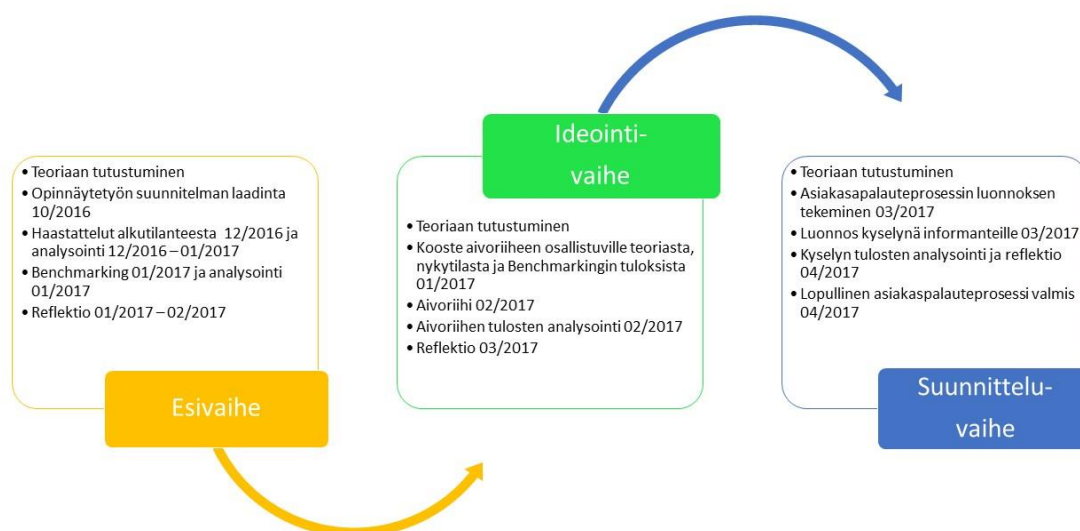 • Teoriaan tutustuminen
• Opinnäytetyön suunnitelman laadinta
10/2016
• Haastattelut alkutilanteesta 12/2016 ja
analysointi 12/2016 – 01/2017
• Benchmarking 01/2017 ja analysointi
01/2017
• Reflektio 01/2017 – 02/2017
Esivaihe
Ideointi-
vaihe
• Teoriaan tutustuminen
• Kooste aivoriiheen osallistuville teoriasta,
nykytilasta ja Benchmarkingin tuloksista
01/2017
• Aivoriihi 02/2017
• Aivoriihen tulosten analysointi 02/2017
• Reflektio 03/2017
• Teoriaan tutustuminen
• Asiakasapalauteprosessin luonnoksen
tekeminen 03/2017
• Luonnos kyselynä informanteille 03/2017
• Kyselyn tulosten analysointi ja reflektio
04/2017
• Lopullinen asiakaspalauteprosessi valmis
04/2017
Suunnittelu-
vaihe